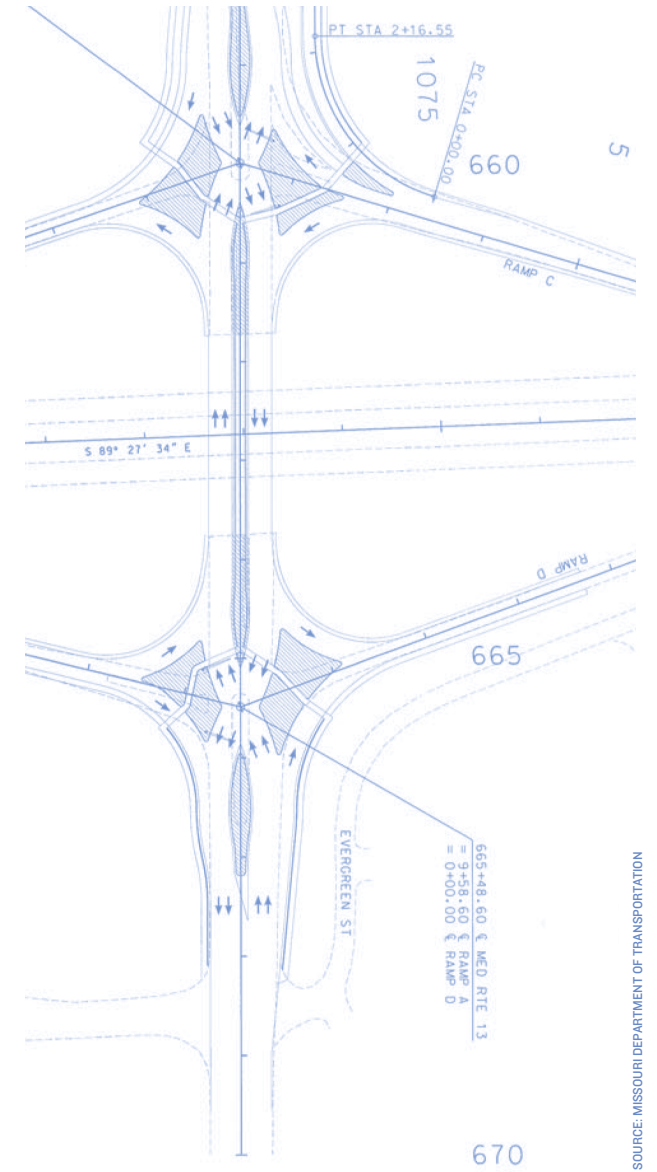 PT STA 2+16.55
PC STA 0+00.00
1075
5
660
RAMP C
S 89° 27' 34" E
RAMP D
665
EVERGREEN ST
665+48.60 ℄ MED RTE 13
= 9+58.60 ℄ RAMP A
= 0+00.00 ℄ RAMP D
670
SOURCE: MISSOURI DEPARTMENT OF TRANSPORTATION